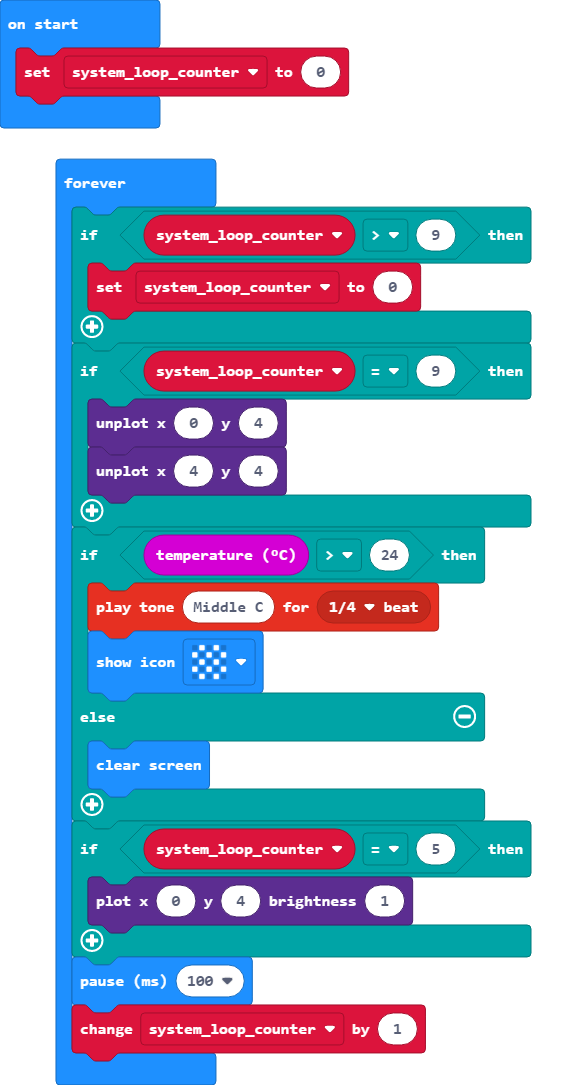 on start
set system_loop_counter to 0
forever
if system_loop_counter > 9 then
set system_loop_counter to 0
if system_loop_counter = 9 then
unplot x 0 y 4
unplot x 4 y 4
if temperature (ºC) > 24 then
play tone Middle C for 1/4 beat
show icon
else
clear screen
if system_loop_counter = 5 then
plot x 0 y 4 brightness 1
pause (ms) 100
change system_loop_counter by 1